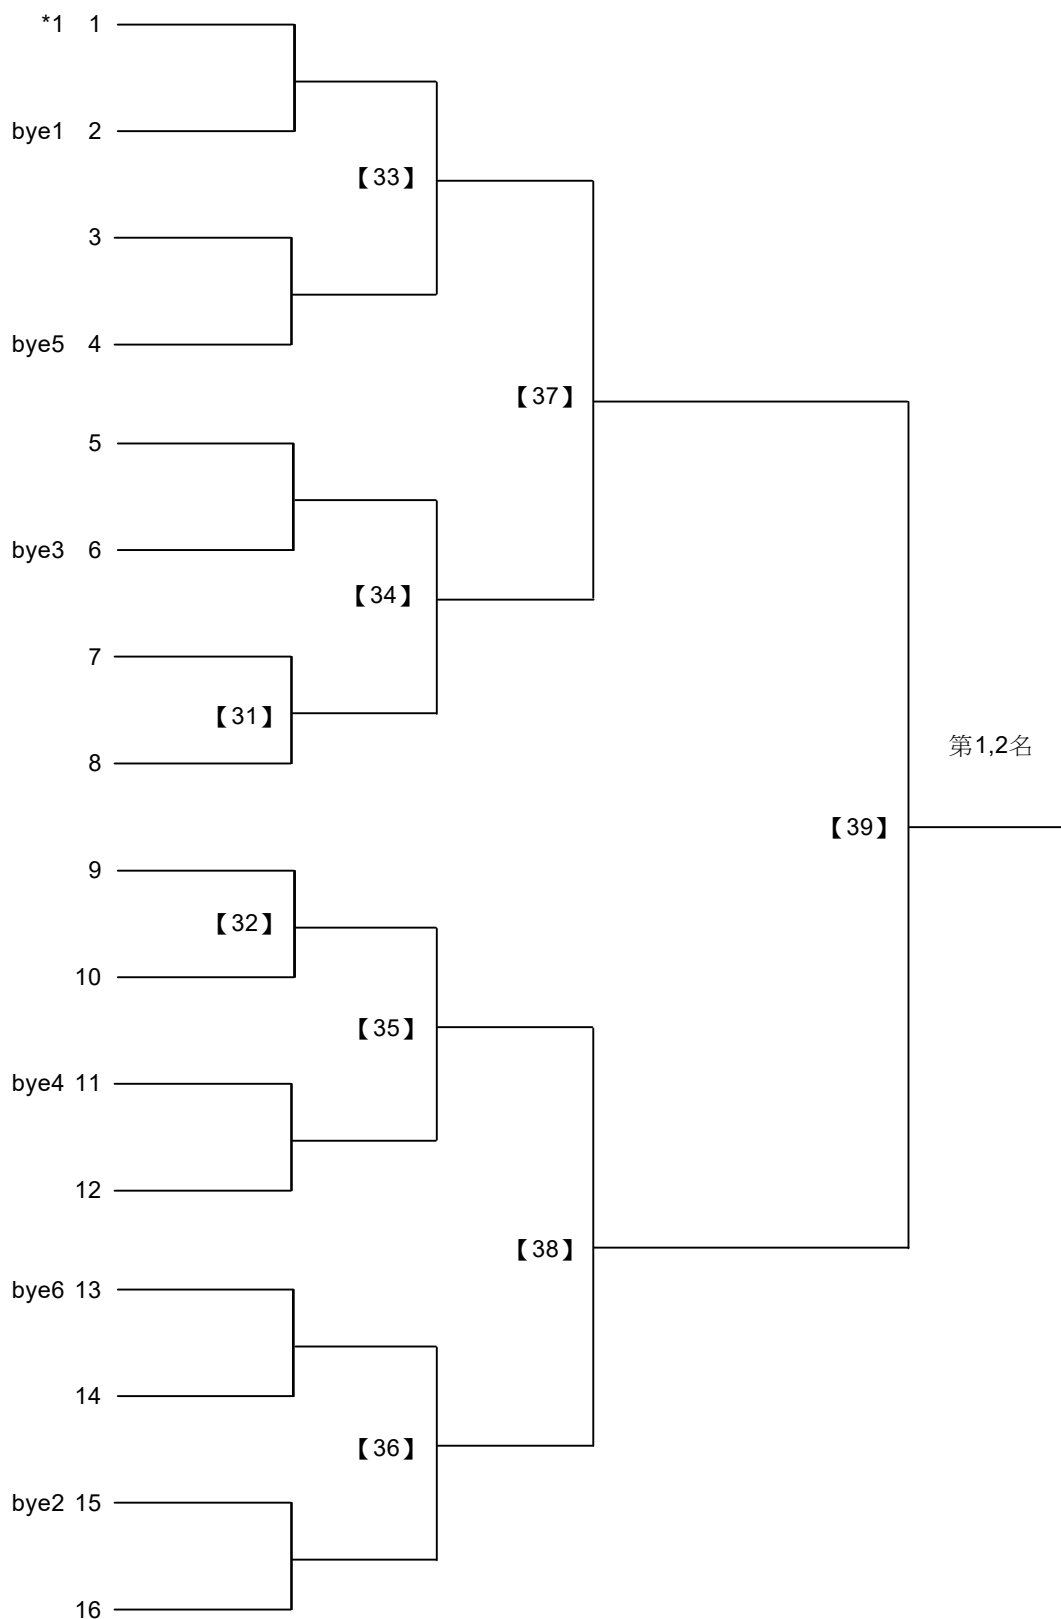 *1 1
bye1 2
【33】
3
bye5 4
【37】
5
bye3 6
【34】
7
【31】
8
第1,2名
【39】
9
【32】
10
【35】
bye4 11
12
【38】
bye6 13
14
【36】
bye2 15
16